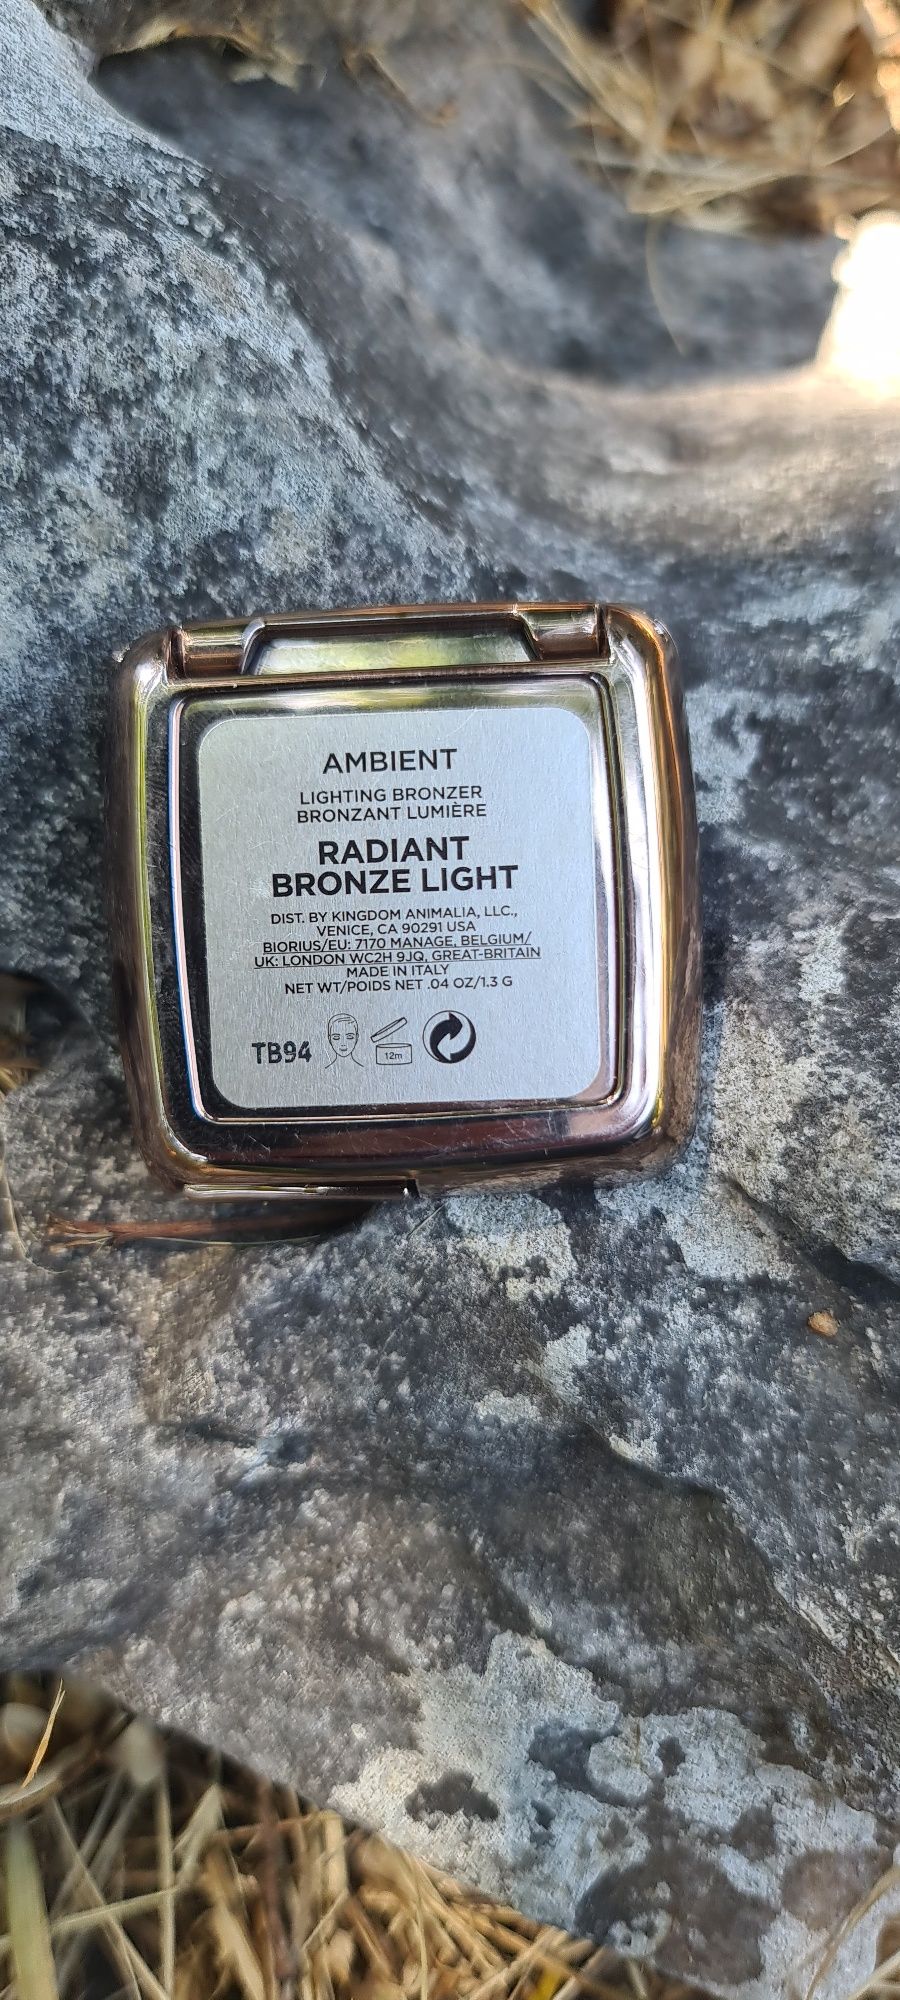 AMBIENT
LIGHTING BRONZER
BRONZANT LUMIÈRE
RADIANT
BRONZE LIGHT
DIST. BY KINGDOM ANIMALIA, LLC.,
VENICE, CA 90291 USA
BIORIUS/EU: 7170 MANAGE, BELGIUM/
UK: LONDON WC2H 9JQ, GREAT-BRITAIN
MADE IN ITALY
NET WT/POIDS NET .04 OZ/1.3 G
TB94 12m